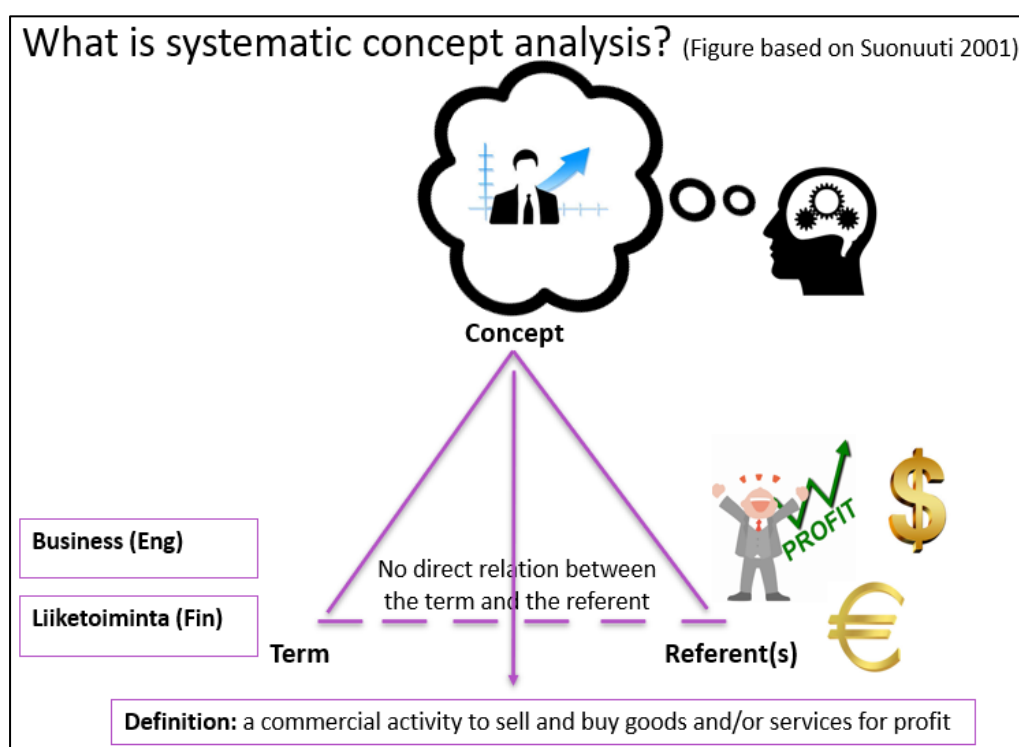 What is systematic concept analysis? (Figure based on Suonuuti 2001)
Concept
PROFIT
$
Business (Eng)
No direct relation between
the term and the referent
Liiketoiminta (Fin)
€
Term
Referent(s)
Definition: a commercial activity to sell and buy goods and/or services for profit